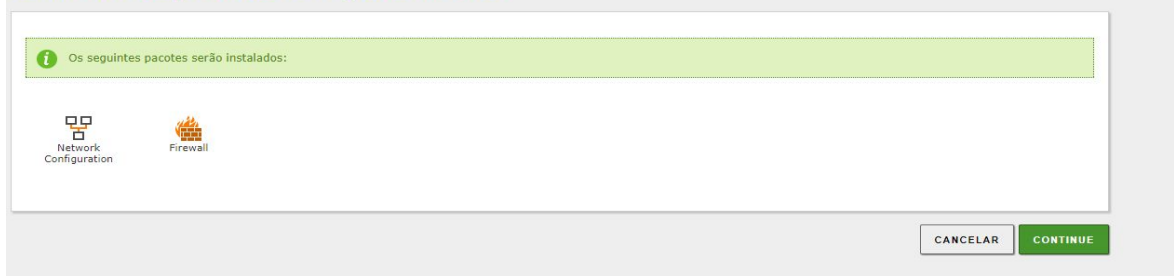 Os seguintes pacotes serão instalados:
Network
Configuration
Firewall
CANCELAR
CONTINUE